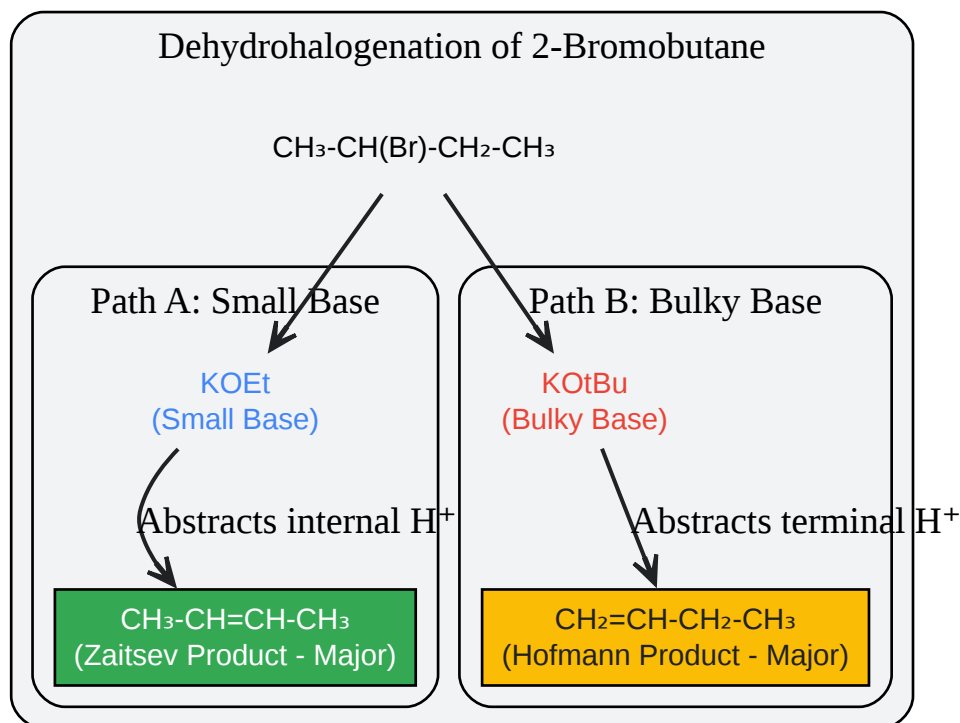 Dehydrohalogenation of 2-Bromobutane
CH₃-CH(Br)-CH₂-CH₃
Path A: Small Base
Path B: Bulky Base
KOEt
(Small Base)
KOtBu
(Bulky Base)
Abstracts internal H⁺
Abstracts terminal H⁺
CH₃-CH=CH-CH₃
(Zaitsev Product - Major)
CH₂=CH-CH₂-CH₃
(Hofmann Product - Major)